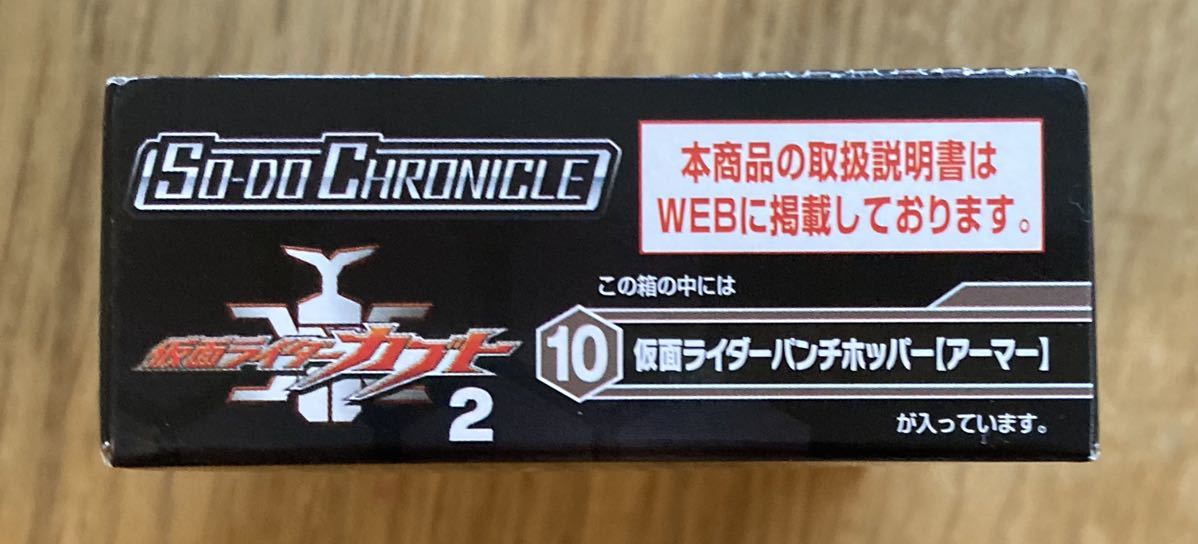 SO-DO CHRONICLE
仮面ライダーカブト
2
本商品の取扱説明書は
WEBに掲載しております。
この箱の中には
10 仮面ライダーパンチホッパー【アーマー】
が入っています。